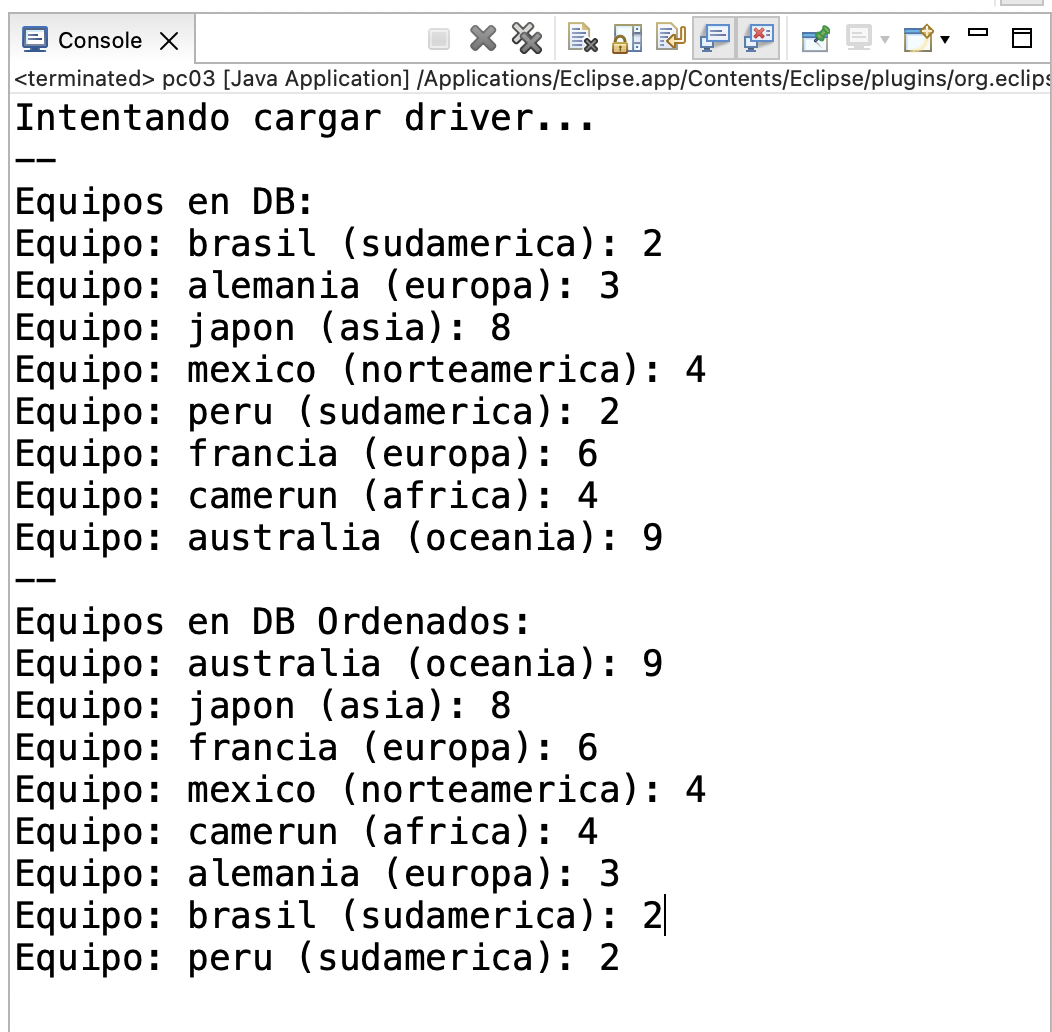 Console
<terminated> pc03 [Java Application] /Applications/Eclipse.app/Contents/Eclipse/plugins/org.eclips
Intentando cargar driver...
--
Equipos en DB:
Equipo: brasil (sudamerica): 2
Equipo: alemania (europa): 3
Equipo: japon (asia): 8
Equipo: mexico (norteamerica): 4
Equipo: peru (sudamerica): 2
Equipo: francia (europa): 6
Equipo: camerun (africa): 4
Equipo: australia (oceania): 9
--
Equipos en DB Ordenados:
Equipo: australia (oceania): 9
Equipo: japon (asia): 8
Equipo: francia (europa): 6
Equipo: mexico (norteamerica): 4
Equipo: camerun (africa): 4
Equipo: alemania (europa): 3
Equipo: brasil (sudamerica): 2
Equipo: peru (sudamerica): 2